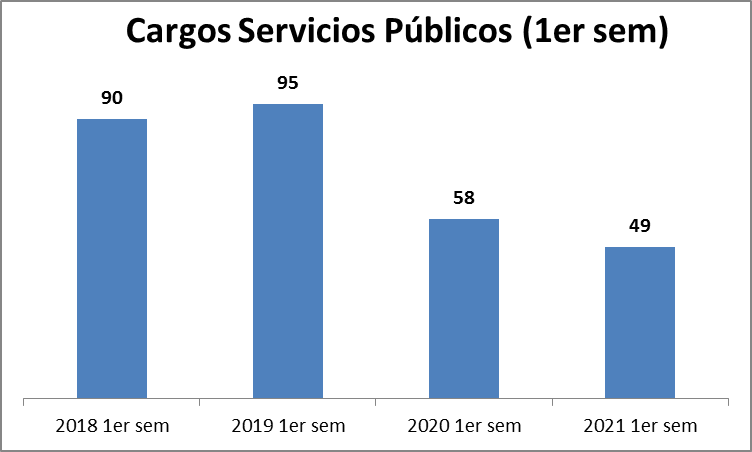 Cargos Servicios Públicos (1er sem)
90
95
58
49
2018 1er sem
2019 1er sem
2020 1er sem
2021 1er sem